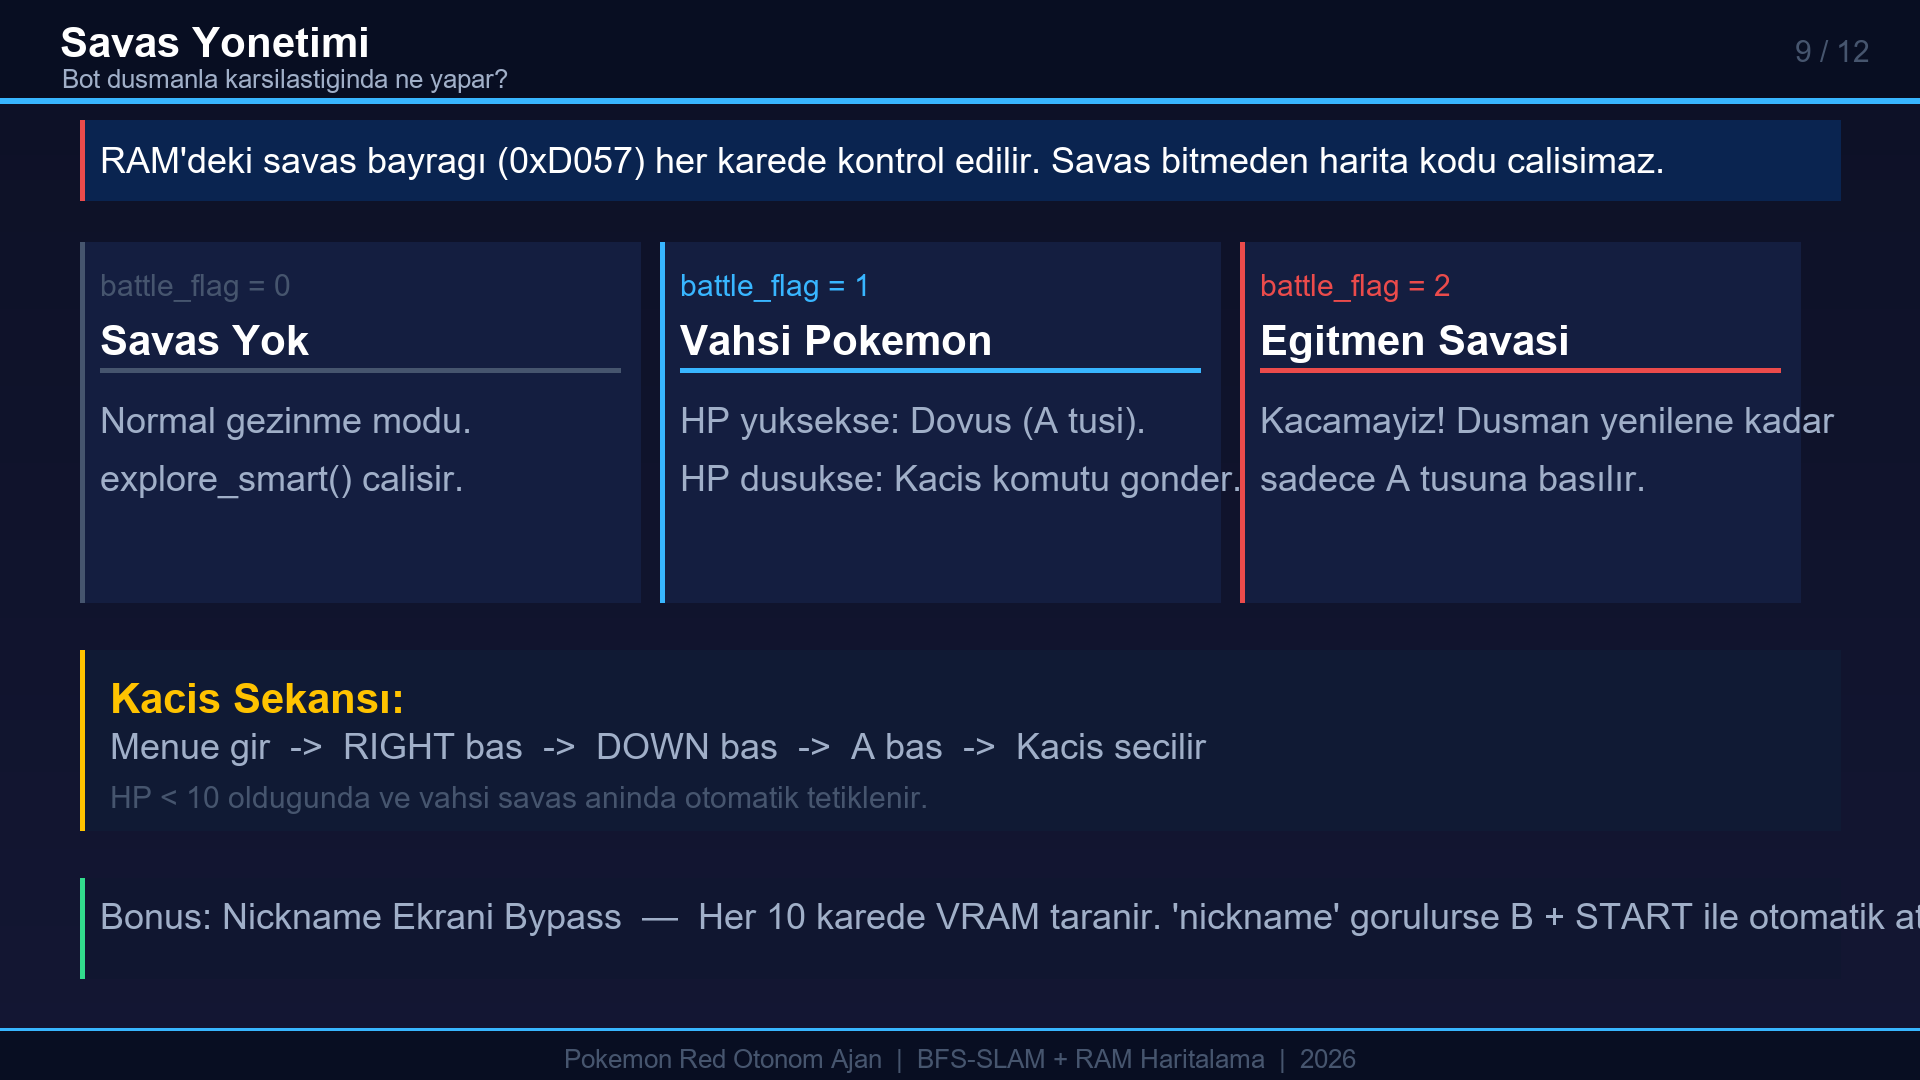 Savas Yonetimi
Bot dusmanla karsilastiginda ne yapar?
9 / 12
RAM'deki savas bayragı (0xD057) her karede kontrol edilir. Savas bitmeden harita kodu calisimaz.
battle_flag = 0
Savas Yok
Normal gezinme modu.
explore_smart() calisir.
battle_flag = 1
Vahsi Pokemon
HP yuksekse: Dovus (A tusi).
HP dusukse: Kacis komutu gonder.
battle_flag = 2
Egitmen Savasi
Kacamayiz! Dusman yenilene kadar
sadece A tusuna basılır.
Kacis Sekansı:
Menue gir -> RIGHT bas -> DOWN bas -> A bas -> Kacis secilir
HP < 10 oldugunda ve vahsi savas aninda otomatik tetiklenir.
Bonus: Nickname Ekrani Bypass — Her 10 karede VRAM taranir. 'nickname' gorulurse B + START ile otomatik
Pokemon Red Otonom Ajan | BFS-SLAM + RAM Haritalama | 2026